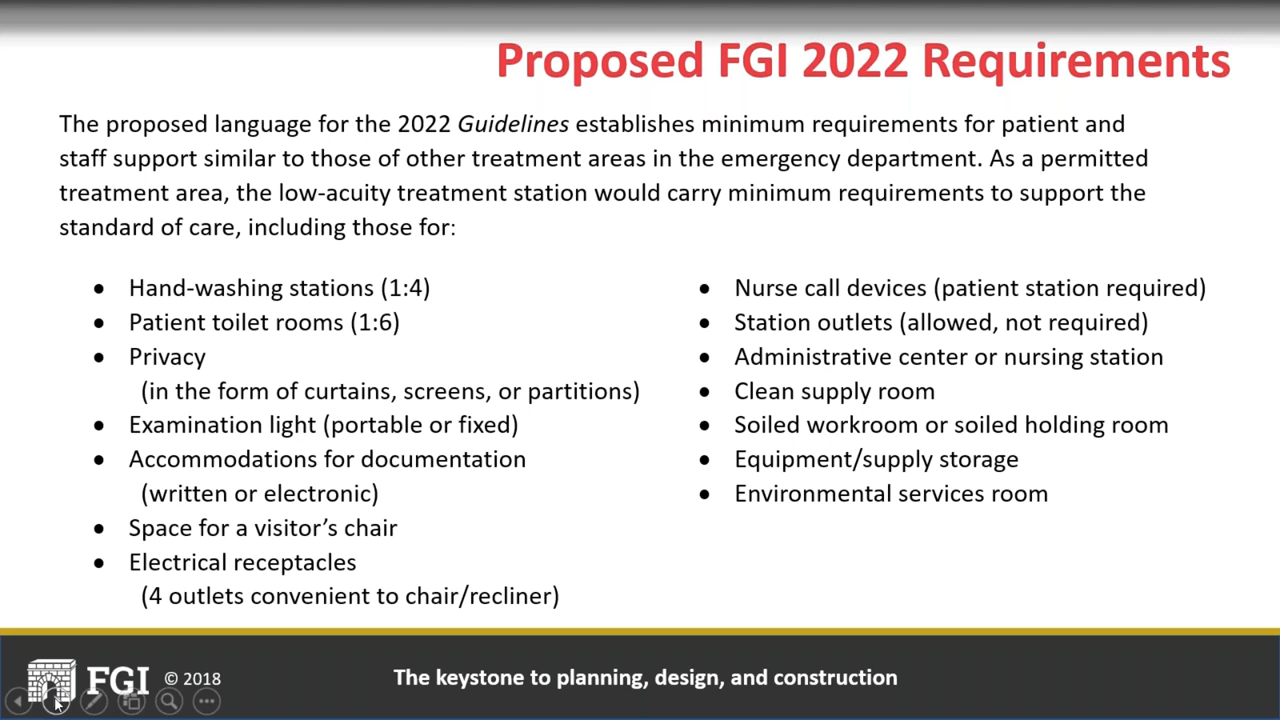 Proposed FGI 2022 Requirements
The proposed language for the 2022 Guidelines establishes minimum requirements for patient and
staff support similar to those of other treatment areas in the emergency department. As a permitted
treatment area, the low-acuity treatment station would carry minimum requirements to support the
standard of care, including those for:
• Hand-washing stations (1:4)
• Patient toilet rooms (1:6)
• Privacy
(in the form of curtains, screens, or partitions)
• Examination light (portable or fixed)
• Accommodations for documentation
(written or electronic)
• Space for a visitor’s chair
• Electrical receptacles
(4 outlets convenient to chair/recliner)
• Nurse call devices (patient station required)
• Station outlets (allowed, not required)
• Administrative center or nursing station
• Clean supply room
• Soiled workroom or soiled holding room
• Equipment/supply storage
• Environmental services room
FGI © 2018
The keystone to planning, design, and construction